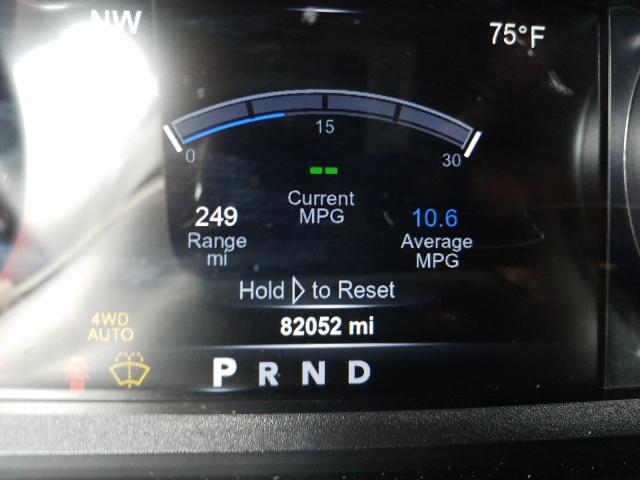 NW
75°F
15
0
30
--
Current
MPG
249
Range
mi
10.6
Average
MPG
Hold ▷ to Reset
82052 mi
4WD
AUTO
P R N D